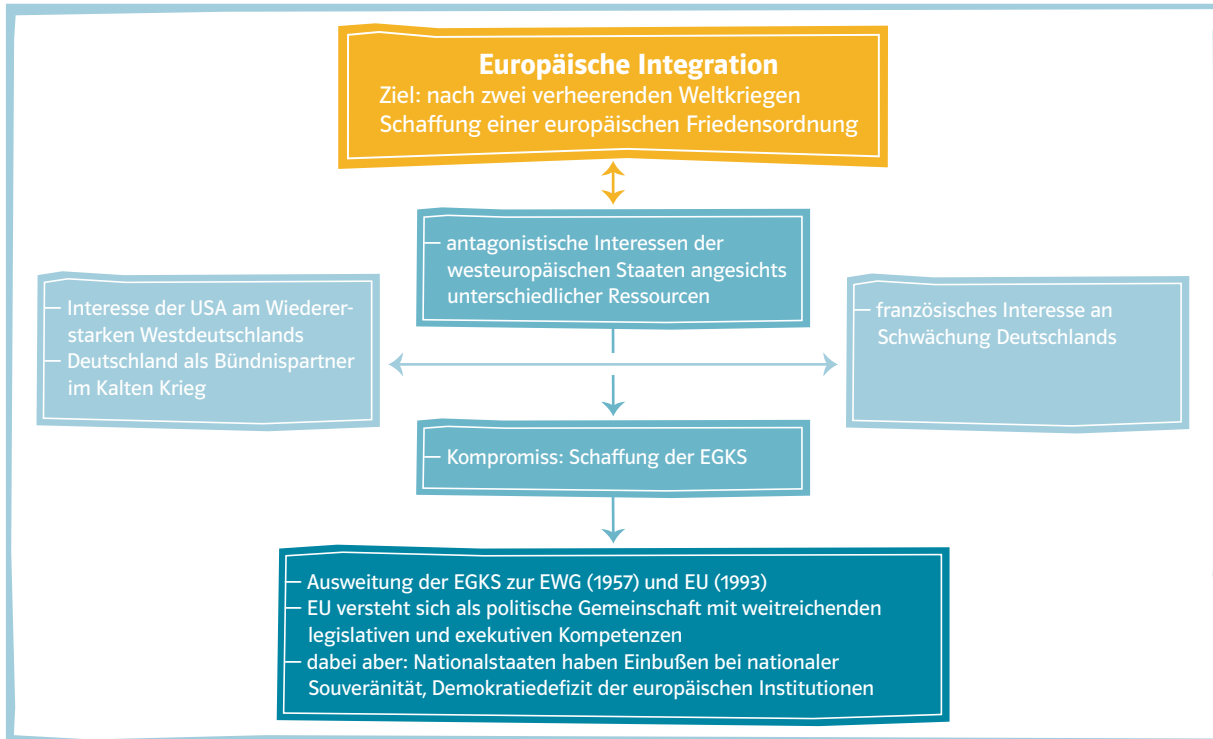 Europäische Integration
Ziel: nach zwei verheerenden Weltkriegen
Schaffung einer europäischen Friedensordnung
— antagonistische Interessen der
westeuropäischen Staaten angesichts
unterschiedlicher Ressourcen
— Interesse der USA am Wiederer-
starken Westdeutschlands
— Deutschland als Bündnispartner
im Kalten Krieg
— französisches Interesse an
Schwächung Deutschlands
— Kompromiss: Schaffung der EGKS
— Ausweitung der EGKS zur EWG (1957) und EU (1993)
— EU versteht sich als politische Gemeinschaft mit weitreichenden
legislativen und exekutiven Kompetenzen
— dabei aber: Nationalstaaten haben Einbußen bei nationaler
Souveränität, Demokratiedefizit der europäischen Institutionen